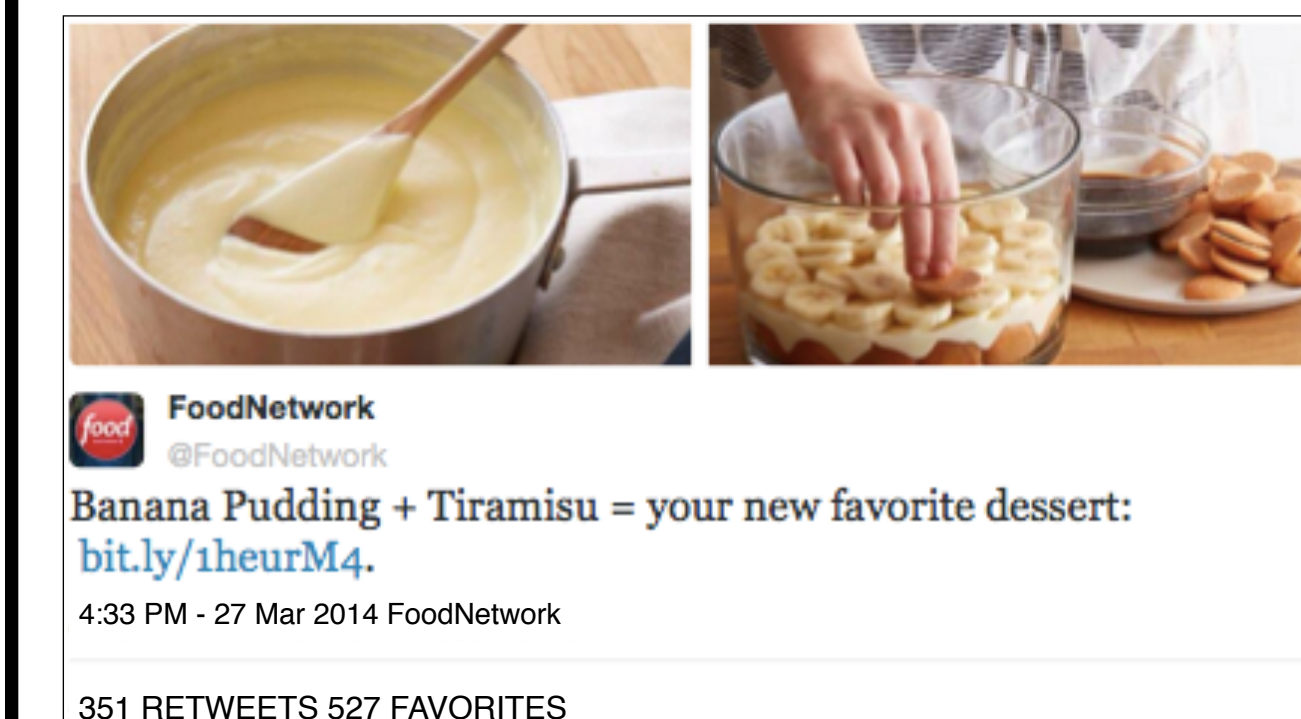 food
FoodNetwork
@FoodNetwork
Banana Pudding + Tiramisu = your new favorite dessert:
bit.ly/1heurM4.
4:33 PM - 27 Mar 2014 FoodNetwork
351 RETWEETS 527 FAVORITES